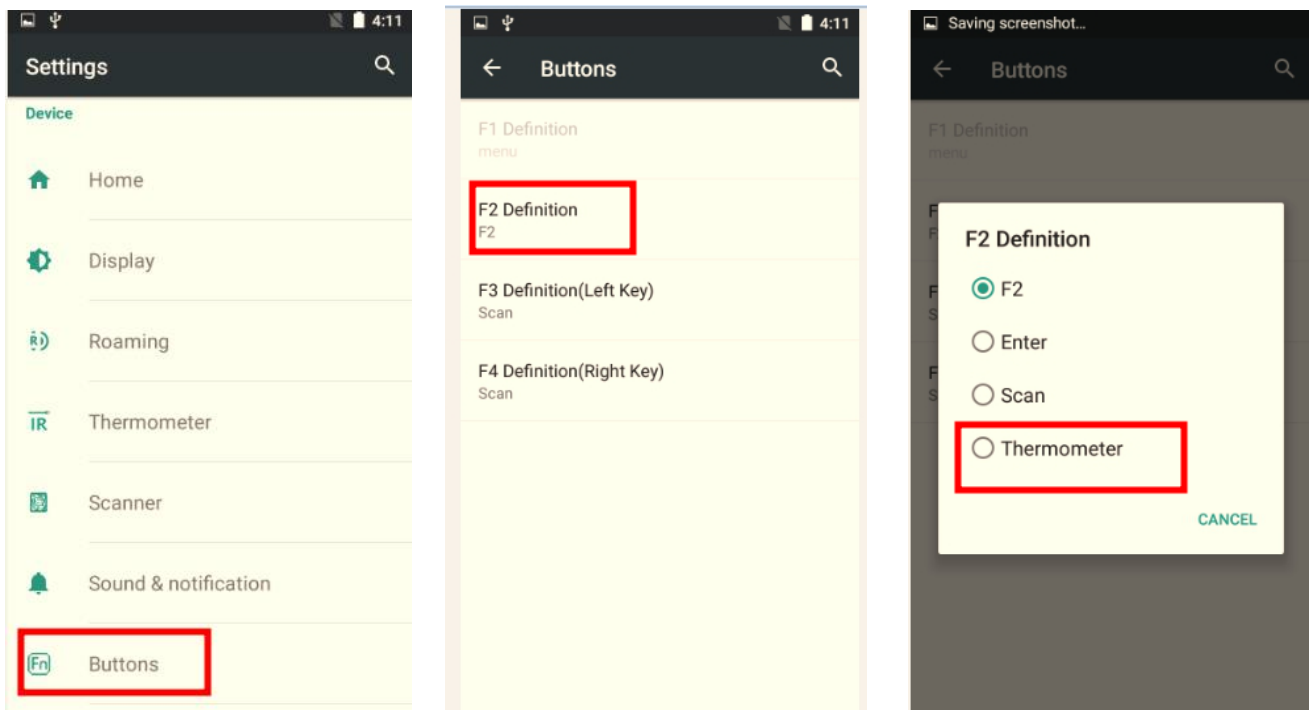 4:11
Settings
Device
Home
Display
R
Roaming
IR
Thermometer
Scanner
Sound & notification
Fn
Buttons
4:11
Buttons
F1 Definition
menu
F2 Definition
F2
F3 Definition(Left Key)
Scan
F4 Definition(Right Key)
Scan
Saving screenshot...
Buttons
F1 Definition
menu
F
F
F
S
F
S
F2 Definition
F2
Enter
Scan
Thermometer
CANCEL